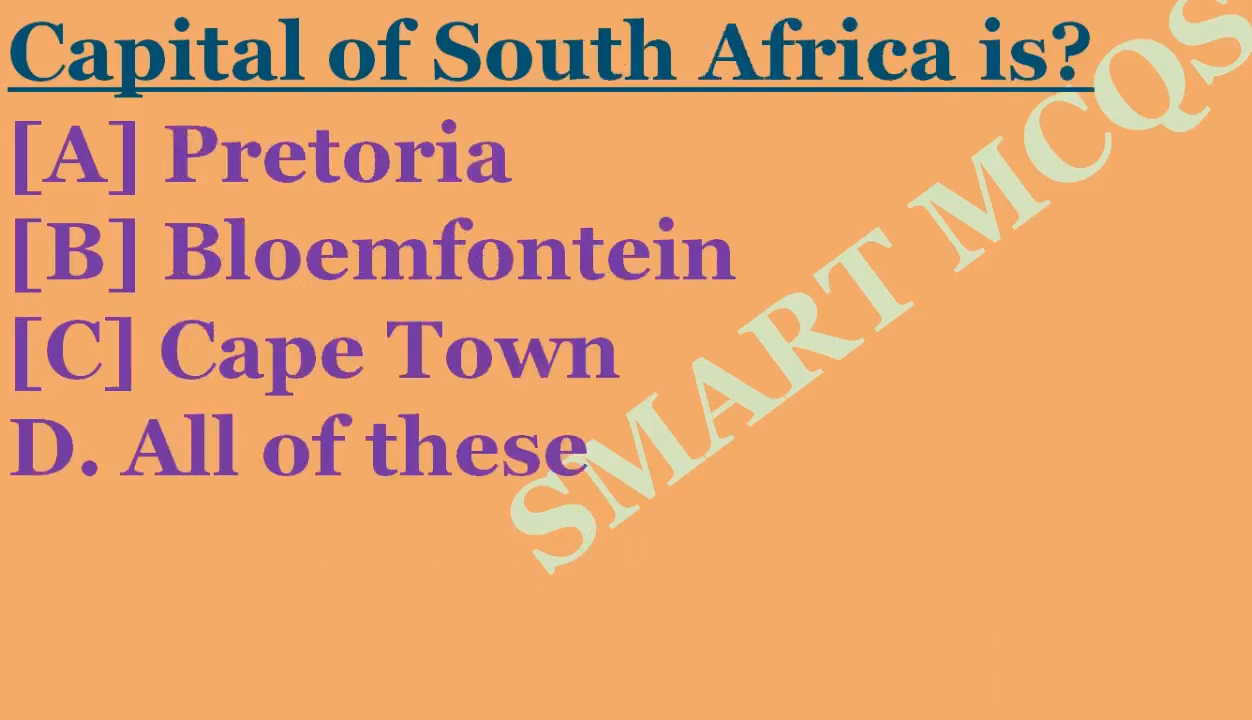 Capital of South Africa is?
[A] Pretoria
[B] Bloemfontein
[C] Cape Town
D. All of these
SMART MCQS